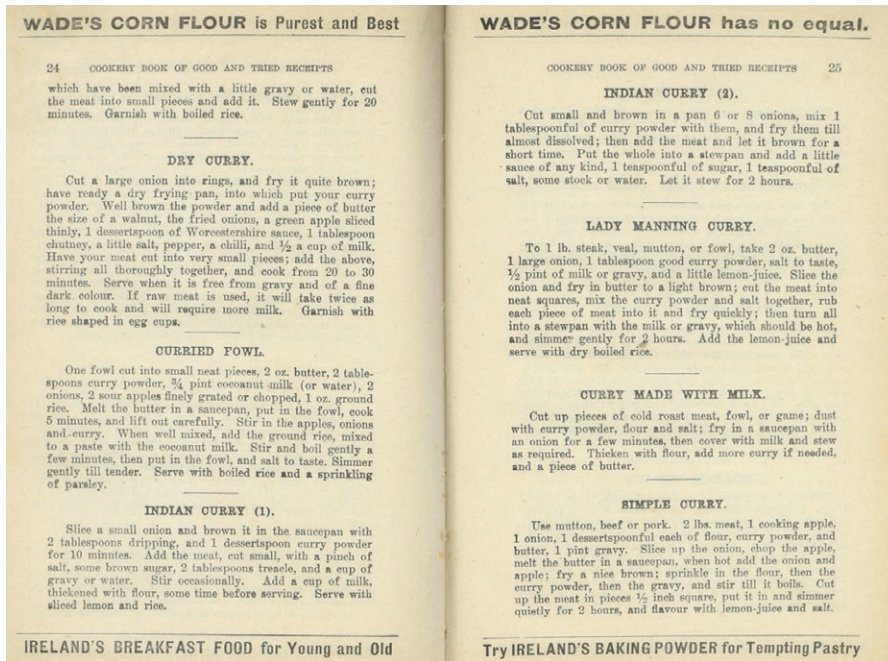 WADE'S CORN FLOUR is Purest and Best
24 COOKERY BOOK OF GOOD AND TRIED RECEIPTS
which have been mixed with a little gravy or water, cut
the meat into small pieces and add it. Stew gently for 20
minutes. Garnish with boiled rice.
DRY CURRY.
Cut a large onion into rings, and fry it quite brown;
have ready a dry frying-pan, into which put your curry
powder. Well brown the powder and add a piece of butter
the size of a walnut, the fried onions, a green apple sliced
thinly, 1 dessertspoon of Worcestershire sauce, 1 tablespoon
chutney, a little salt, pepper, a chilli, and ½ a cup of milk.
Have your meat cut into very small pieces; add the above,
stirring all thoroughly together, and cook from 20 to 30
minutes. Serve when it is free from gravy and of a fine
dark colour. If raw meat is used, it will take twice as
long to cook and will require more milk. Garnish with
rice shaped in egg cups.
CURRIED FOWL.
One fowl cut into small neat pieces, 2 oz. butter, 2 table-
spoons curry powder, ¾ pint cocoanut milk (or water), 2
onions, 2 sour apples finely grated or chopped, 1 oz. ground
rice. Melt the butter in a saucepan, put in the fowl, cook
5 minutes, and lift out carefully. Stir in the apples, onions
and curry. When well mixed, add the ground rice, mixed
to a paste with the cocoanut milk. Stir and boil gently a
few minutes, then put in the fowl, and salt to taste. Simmer
gently till tender. Serve with boiled rice and a sprinkling
of parsley.
INDIAN CURRY (1).
Slice a small onion and brown it in the saucepan with
2 tablespoons dripping, and 1 dessertspoon curry powder
for 10 minutes. Add the meat, cut small, with a pinch of
salt, some brown sugar, 2 tablespoons treacle, and a cup of
gravy or water. Stir occasionally. Add a cup of milk,
thickened with flour, some time before serving. Serve with
sliced lemon and rice.
IRELAND'S BREAKFAST FOOD for Young and Old
WADE'S CORN FLOUR has no equal.
COOKERY BOOK OF GOOD AND TRIED RECEIPTS 25
INDIAN CURRY (2).
Cut small and brown in a pan 6 or 8 onions, mix 1
tablespoonful of curry powder with them, and fry them till
almost dissolved; then add the meat and let it brown for a
short time. Put the whole into a stewpan and add a little
sauce of any kind, 1 teaspoonful of sugar, 1 teaspoonful of
salt, some stock or water. Let it stew for 2 hours.
LADY MANNING CURRY.
To 1 lb. steak, veal, mutton, or fowl, take 2 oz. butter,
1 large onion, 1 tablespoon good curry powder, salt to taste,
½ pint of milk or gravy, and a little lemon-juice. Slice the
onion and fry in butter to a light brown; cut the meat into
neat squares, mix the curry powder and salt together, rub
each piece of meat into it and fry quickly; then turn all
into a stewpan with the milk or gravy, which should be hot,
and simmer gently for 2 hours. Add the lemon-juice and
serve with dry boiled rice.
CURRY MADE WITH MILK.
Cut up pieces of cold roast meat, fowl, or game; dust
with curry powder, flour and salt; fry in a saucepan with
an onion for a few minutes, then cover with milk and stew
as required. Thicken with flour, add more curry if needed,
and a piece of butter.
SIMPLE CURRY.
Use mutton, beef or pork. 2 lbs. meat, 1 cooking apple,
1 onion, 1 dessertspoonful each of flour, curry powder, and
butter, 1 pint gravy. Slice up the onion, chop the apple,
melt the butter in a saucepan, when hot add the onion and
apple; fry a nice brown; sprinkle in the flour, then the
curry powder, then the gravy, and stir till it boils. Cut
up the meat in pieces ½ inch square, put it in and simmer
quietly for 2 hours, and flavour with lemon-juice and salt.
Try IRELAND'S BAKING POWDER for Tempting Pastry